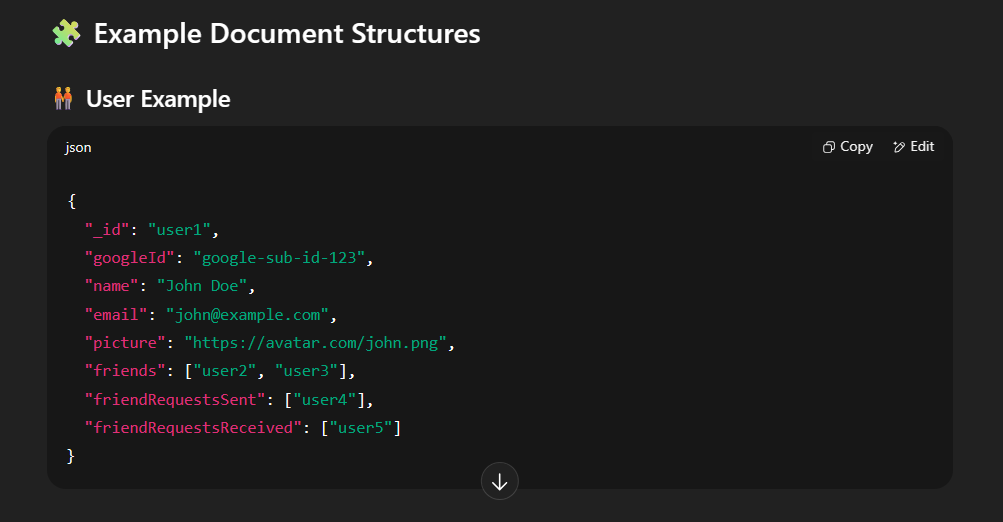 Example Document Structures
User Example
json
Copy
Edit
{
"_id": "user1",
"googleId": "google-sub-id-123",
"name": "John Doe",
"email": "john@example.com",
"picture": "https://avatar.com/john.png",
"friends": ["user2", "user3"],
"friendRequestsSent": ["user4"],
"friendRequestsReceived": ["user5"]
}